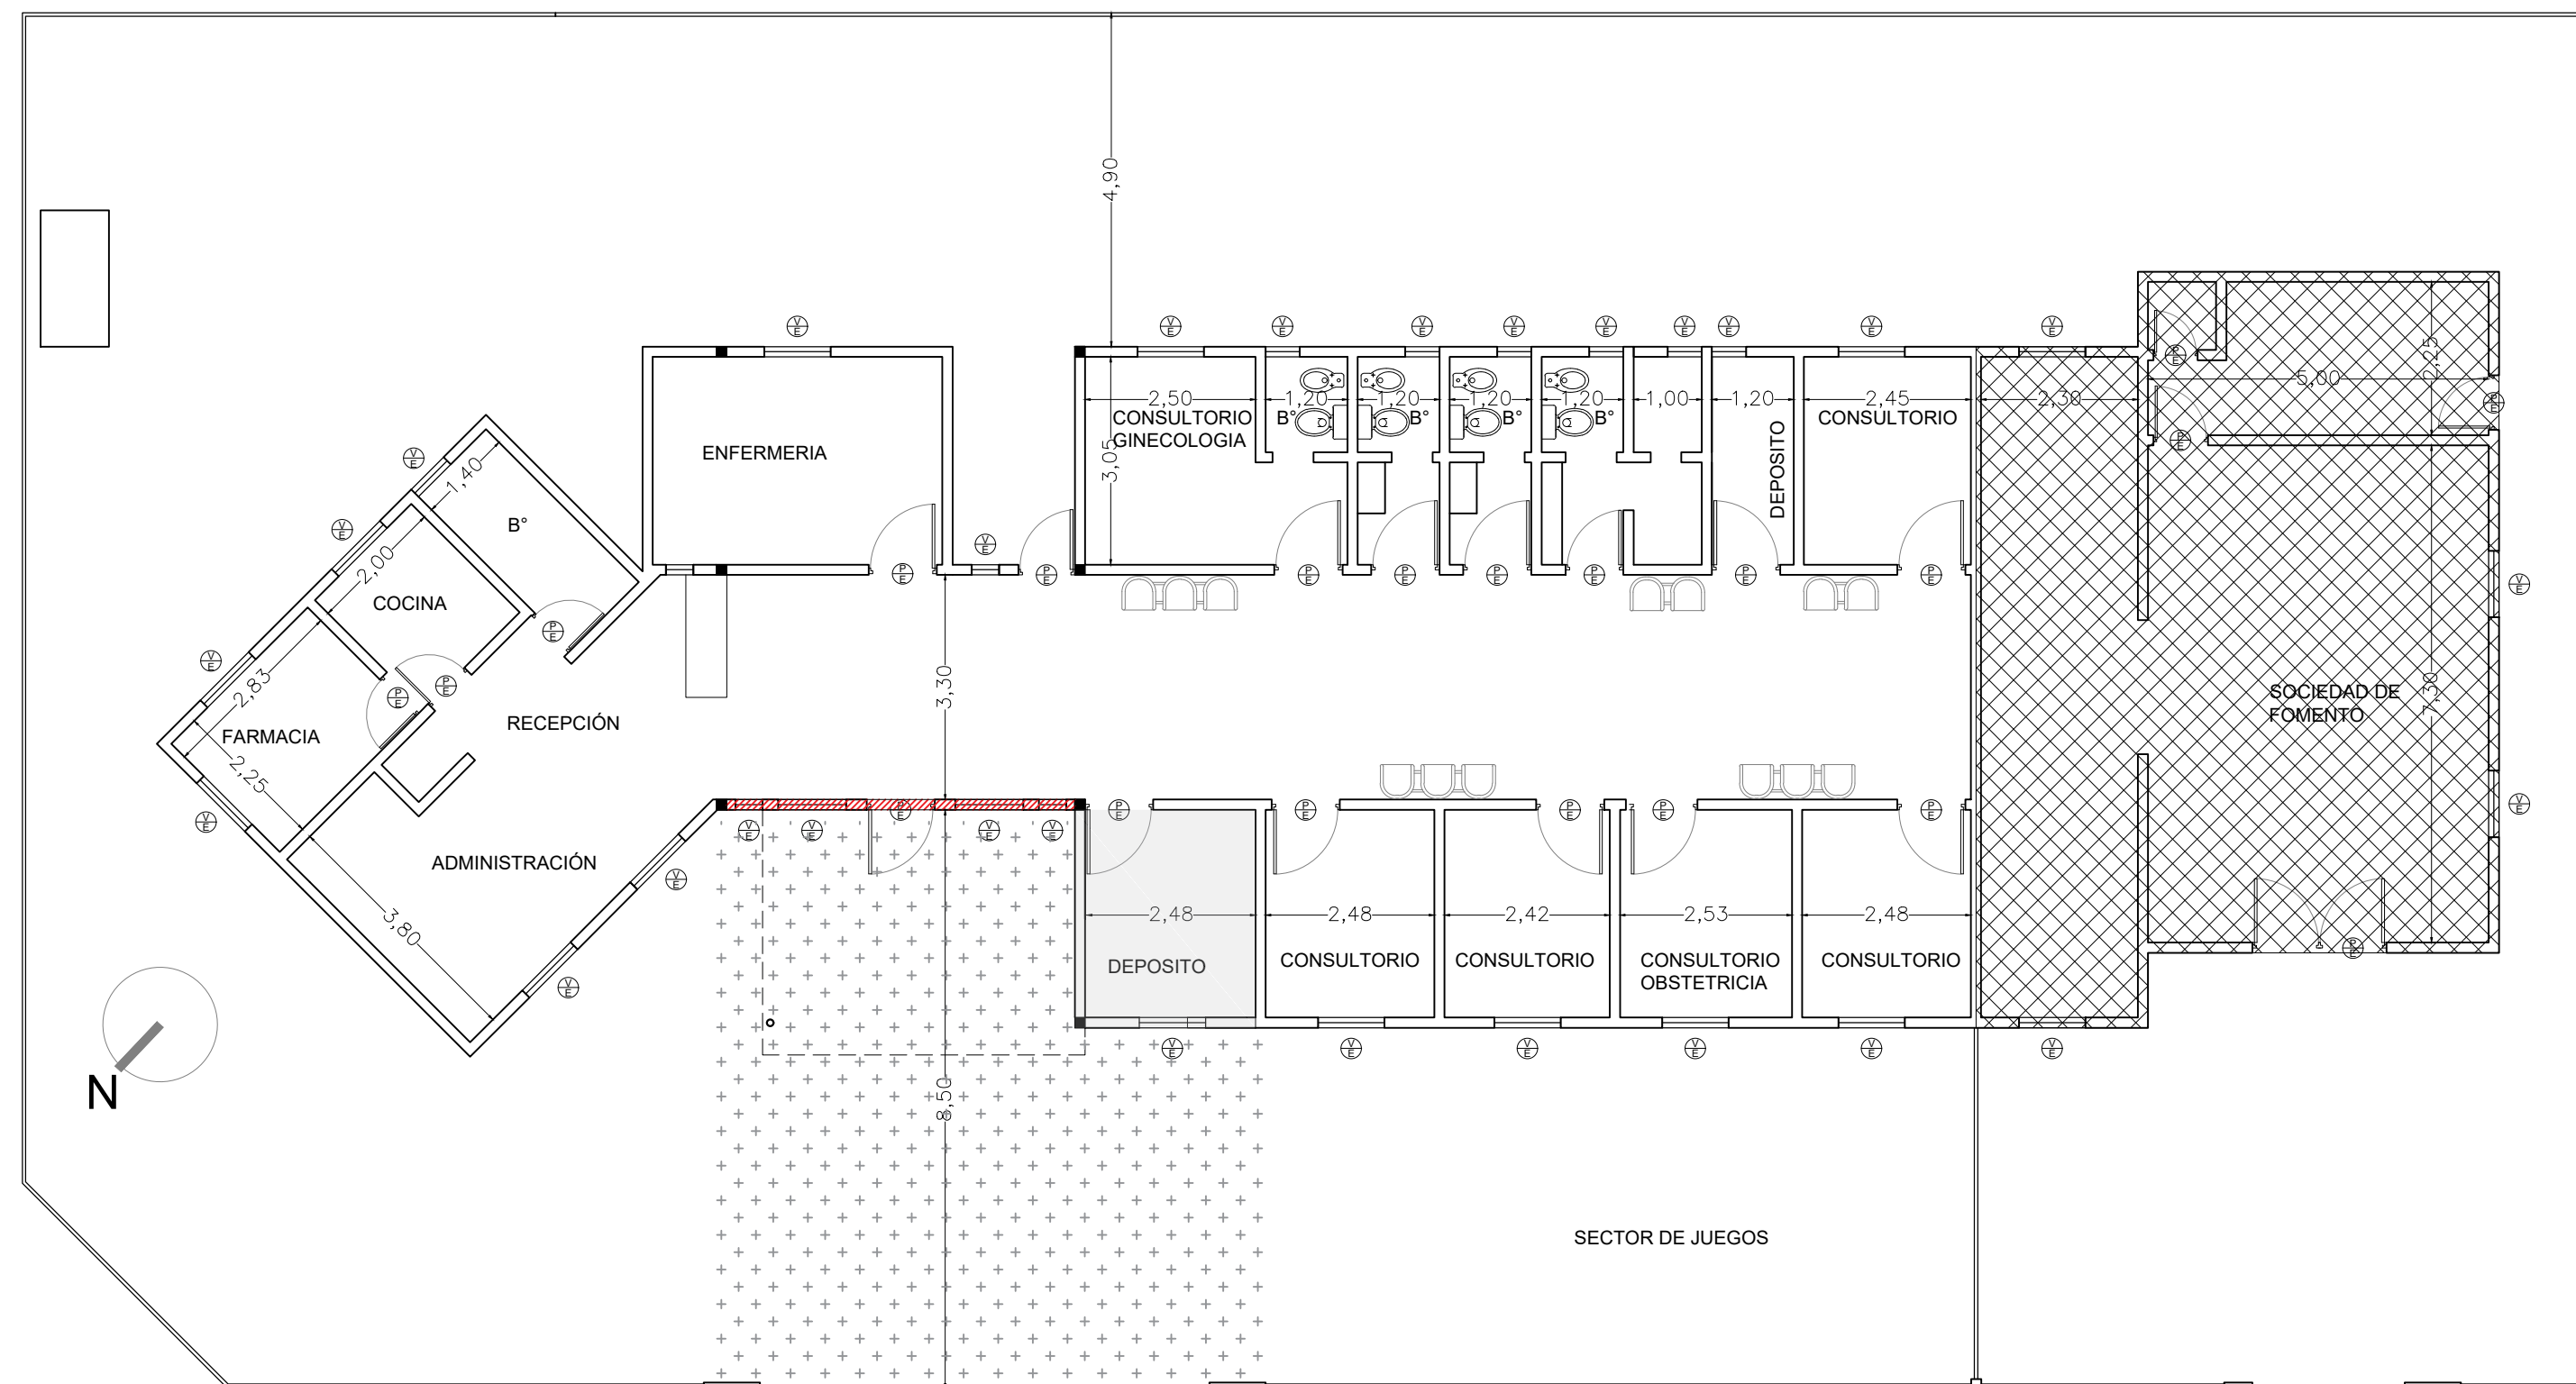 4,90
V
E
V
E
V
E
V
E
V
E
V
E
V
E
V
E
V
E
V
E
P
E
2,25
5,00
P
E
2,50
1,20
1,20
1,20
1,20
1,00
1,20
2,45
2,30
CONSULTORIO
GINECOLOGIA
B°
B°
B°
B°
DEPOSITO
CONSULTORIO
3,05
P
E
P
E
ENFERMERIA
V
E
1,40
B°
V
E
2,00
COCINA
V
E
P
E
P
E
P
E
P
E
P
E
P
E
P
E
P
E
V
E
P
E
V
E
2,83
P
E
P
E
3,30
RECEPCIÓN
FARMACIA
2,25
SOCIEDAD DE
FOMENTO
7,30
V
E
V
E
P
E
P
E
P
E
P
E
P
E
P
E
V
E
V
E
V
E
V
E
V
E
ADMINISTRACIÓN
V
E
3,80
2,48
2,48
2,42
2,53
2,48
DEPOSITO
CONSULTORIO
CONSULTORIO
CONSULTORIO
OBSTETRICIA
CONSULTORIO
P
E
V
E
V
E
V
E
V
E
V
E
V
E
V
E
N
8,50
SECTOR DE JUEGOS